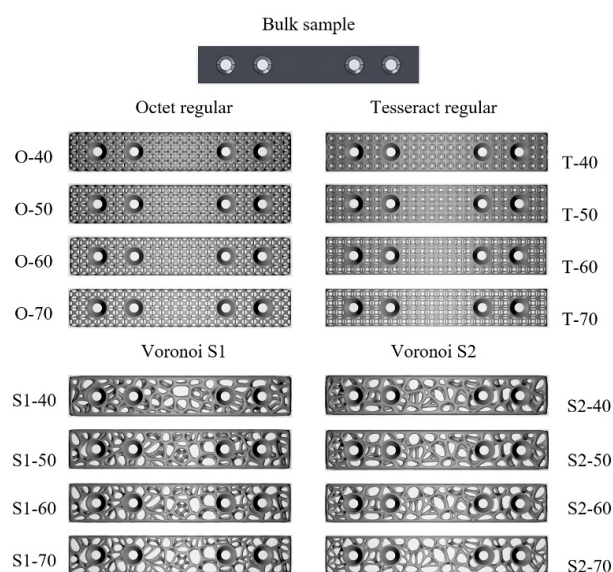 Bulk sample
Octet regular
Tesseract regular
O-40
T-40
O-50
T-50
O-60
T-60
O-70
T-70
Voronoi S1
Voronoi S2
S1-40
S2-40
S1-50
S2-50
S1-60
S2-60
S1-70
S2-70